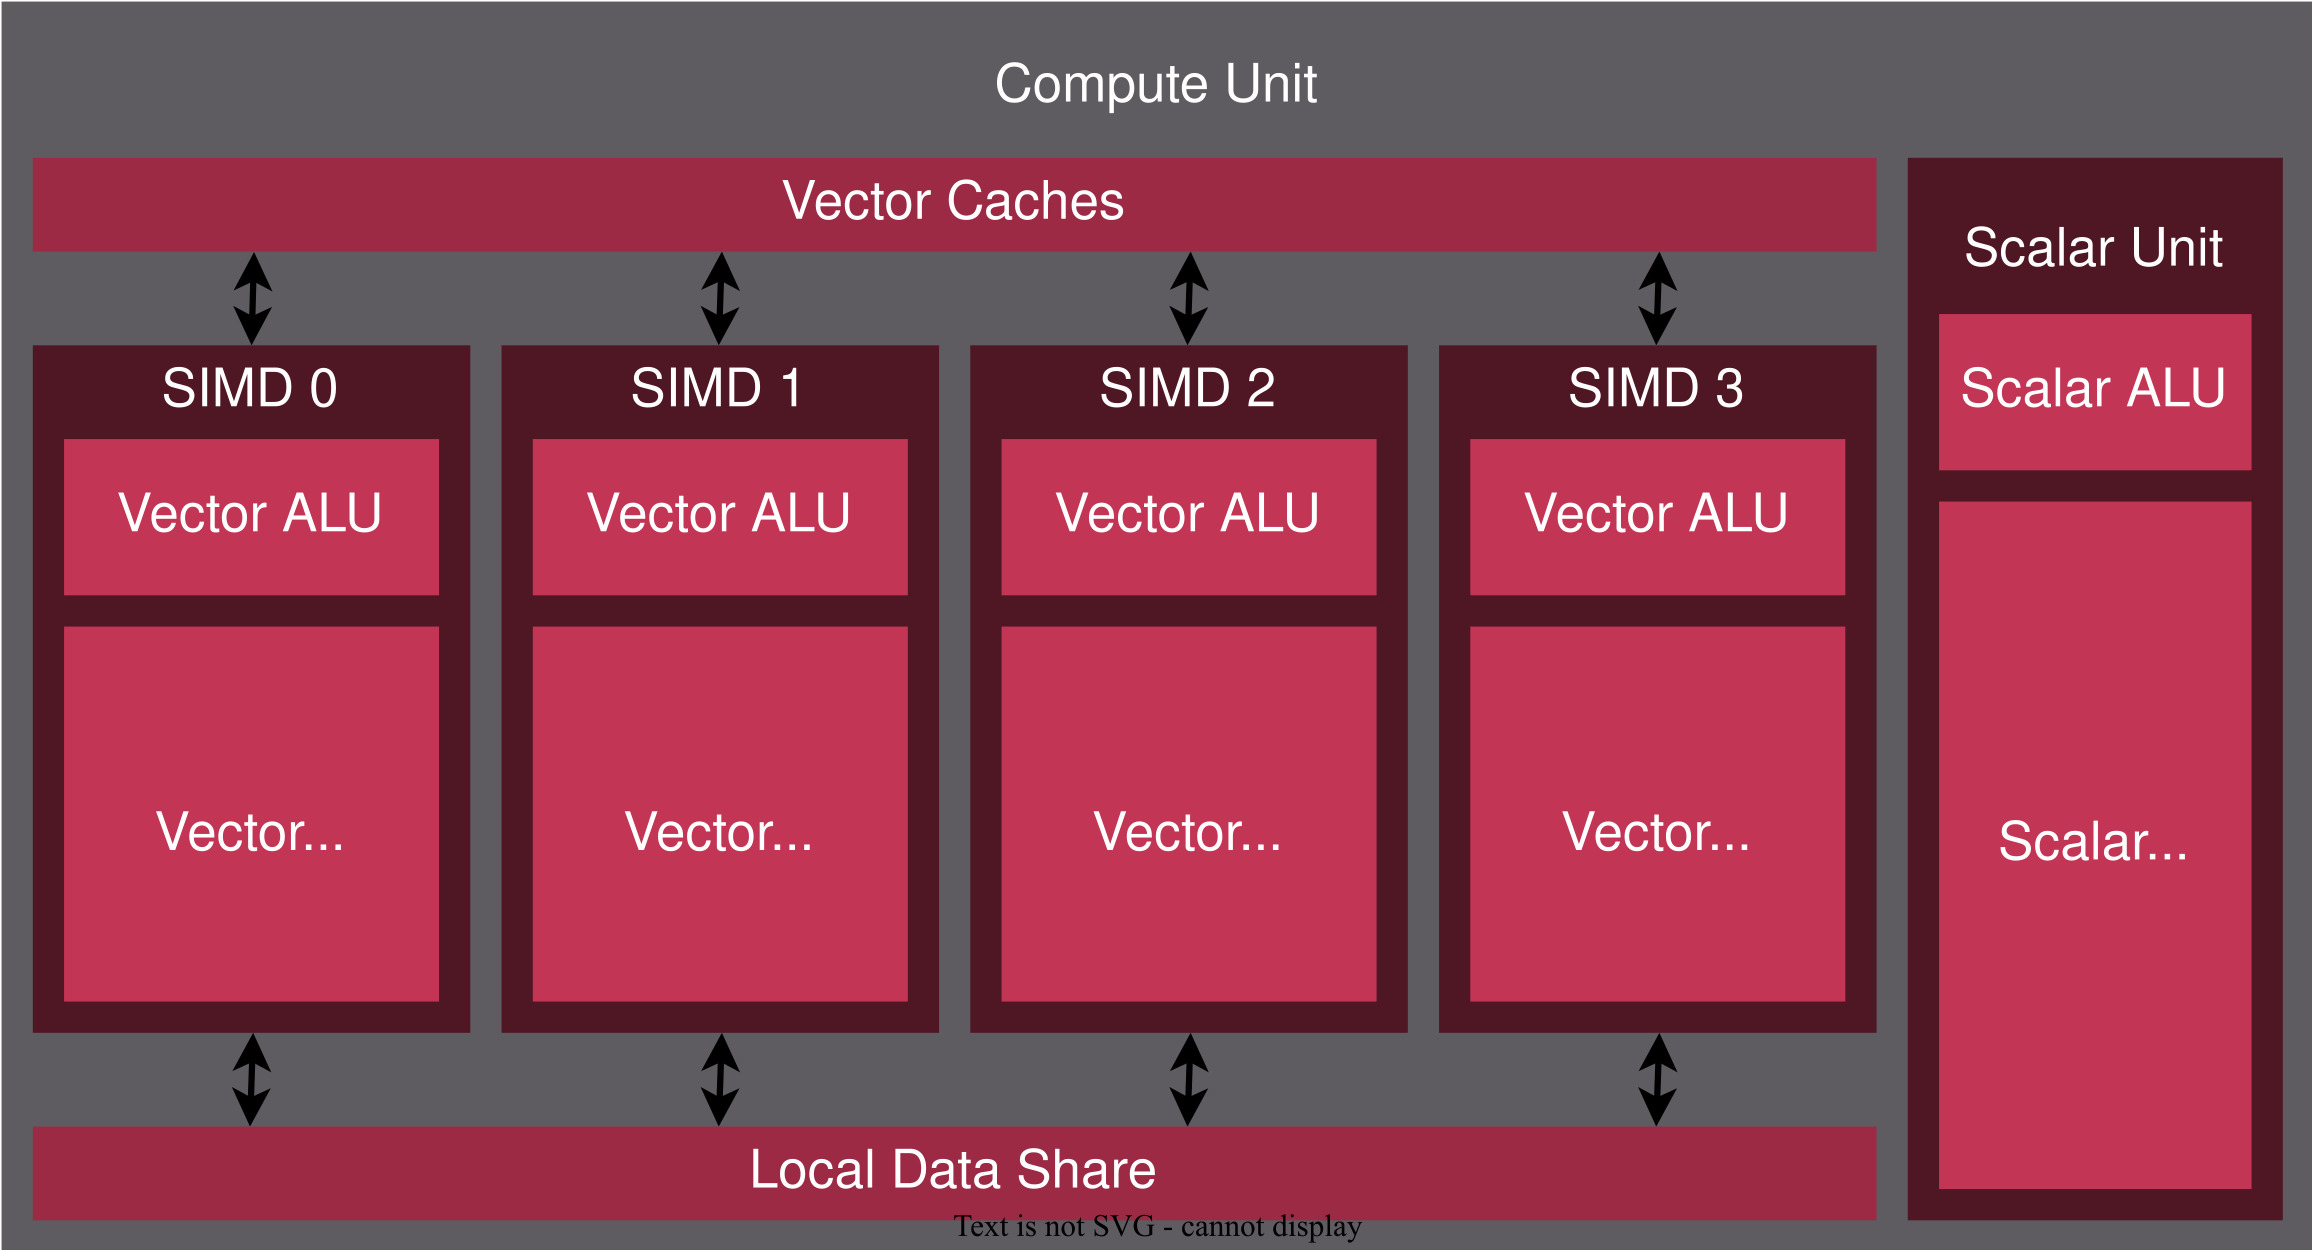 Compute Unit
Vector Caches
Scalar Unit
SIMD 0
SIMD 1
SIMD 2
SIMD 3
Scalar ALU
Vector ALU
Vector ALU
Vector ALU
Vector ALU
Vector...
Vector...
Vector...
Vector...
Scalar...
Local Data Share
Text is not SVG - cannot display